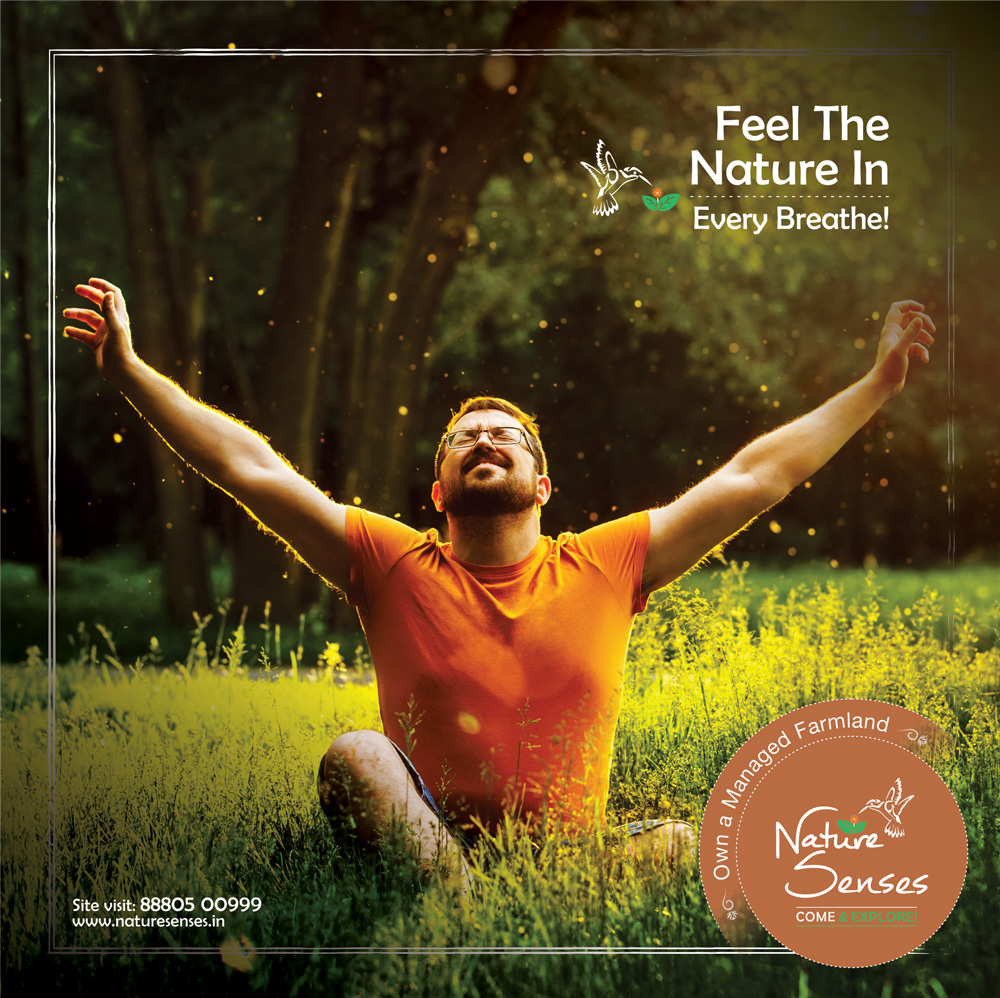 Feel The
Nature In
Every Breathe!
Own a Managed Farmland
Nature
Senses
COME & EXPLORE!
Site visit: 88805 00999
www.naturesenses.in